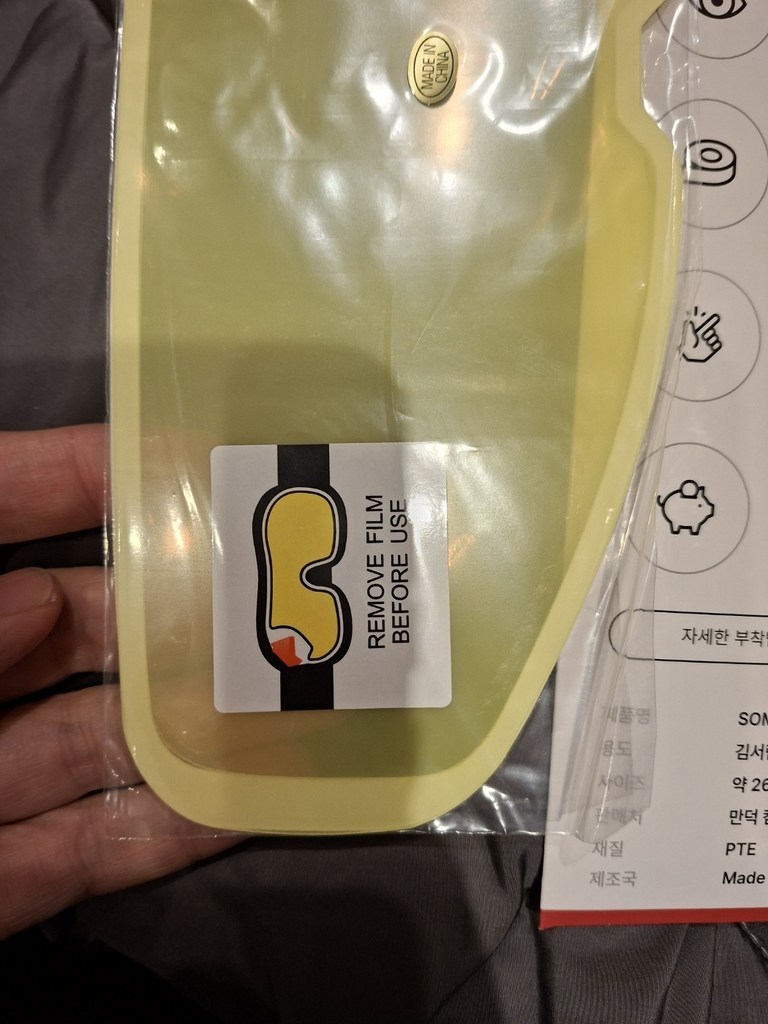 MADE IN
CHINA
REMOVE FILM
BEFORE USE
자세한 부착
제품명 SOM
용도 김서
사이즈 약 26
판매처 만덕
재질 PTE
제조국 Made